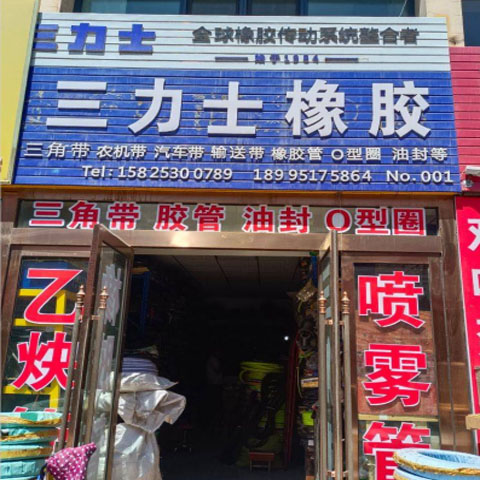 三力士 全球橡胶传动系统整合者
始于1984
三力士橡胶
三角带 农机带 汽车带 输送带 橡胶管 O型圈 油封等
Tel: 15825300789 18995175864 No. 001
三角带 胶管 油封 O型圈
乙炔
喷雾管